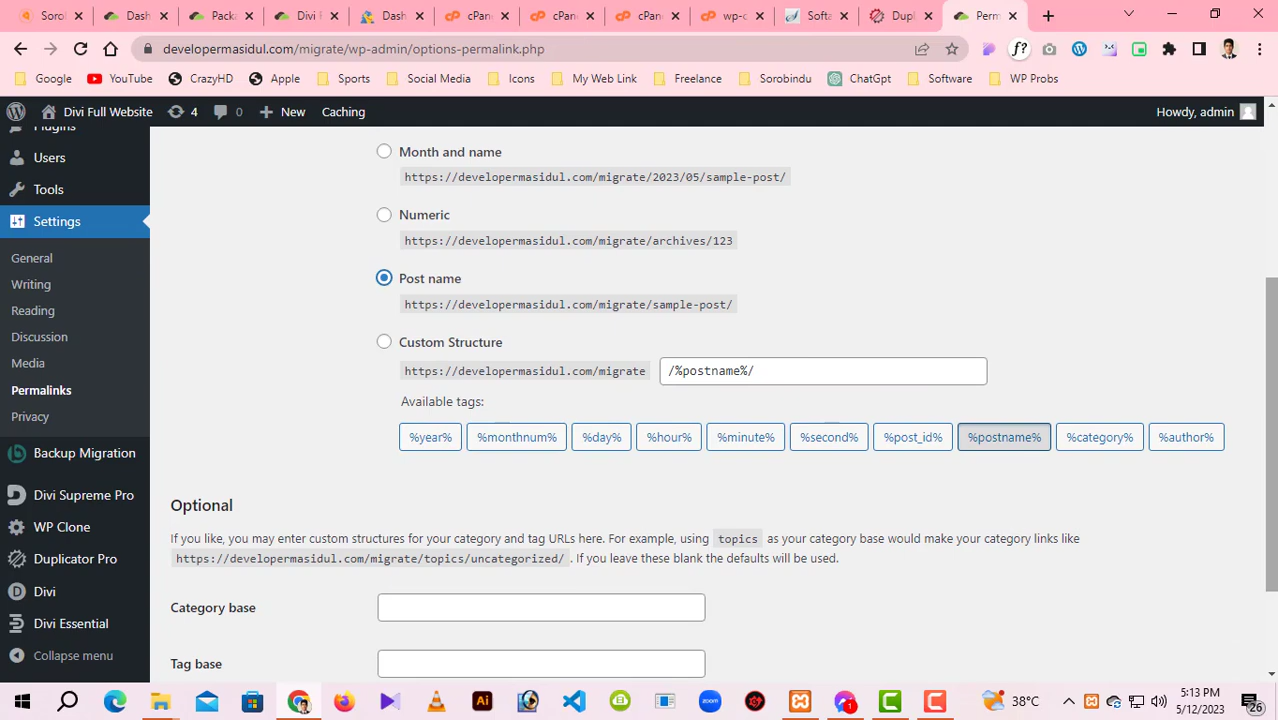 Sorol
Dash
Packa
Divi F
Dash
cPan
cPan
cPan
wp-c
Softa
Dupl
Perm
developermasidul.com/migrate/wp-admin/options-permalink.php
Google
YouTube
CrazyHD
Apple
Sports
Social Media
Icons
My Web Link
Freelance
Sorobindu
ChatGpt
Software
WP Probs
Divi Full Website
4
0
New
Caching
Howdy, admin
Plugins
Users
Tools
Settings
General
Writing
Reading
Discussion
Media
Permalinks
Privacy
Backup Migration
Divi Supreme Pro
WP Clone
Duplicator Pro
Divi
Divi Essential
Collapse menu
Month and name
https://developermasidul.com/migrate/2023/05/sample-post/
Numeric
https://developermasidul.com/migrate/archives/123
Post name
https://developermasidul.com/migrate/sample-post/
Custom Structure
https://developermasidul.com/migrate /%postname%/
Available tags:
%year% %monthnum% %day% %hour% %minute% %second% %post_id% %postname% %category% %author%
Optional
If you like, you may enter custom structures for your category and tag URLs here. For example, using topics as your category base would make your category links like
https://developermasidul.com/migrate/topics/uncategorized/ . If you leave these blank the defaults will be used.
Category base
Tag base
Ai
zoom
1
38°C
5:13 PM
5/12/2023
26